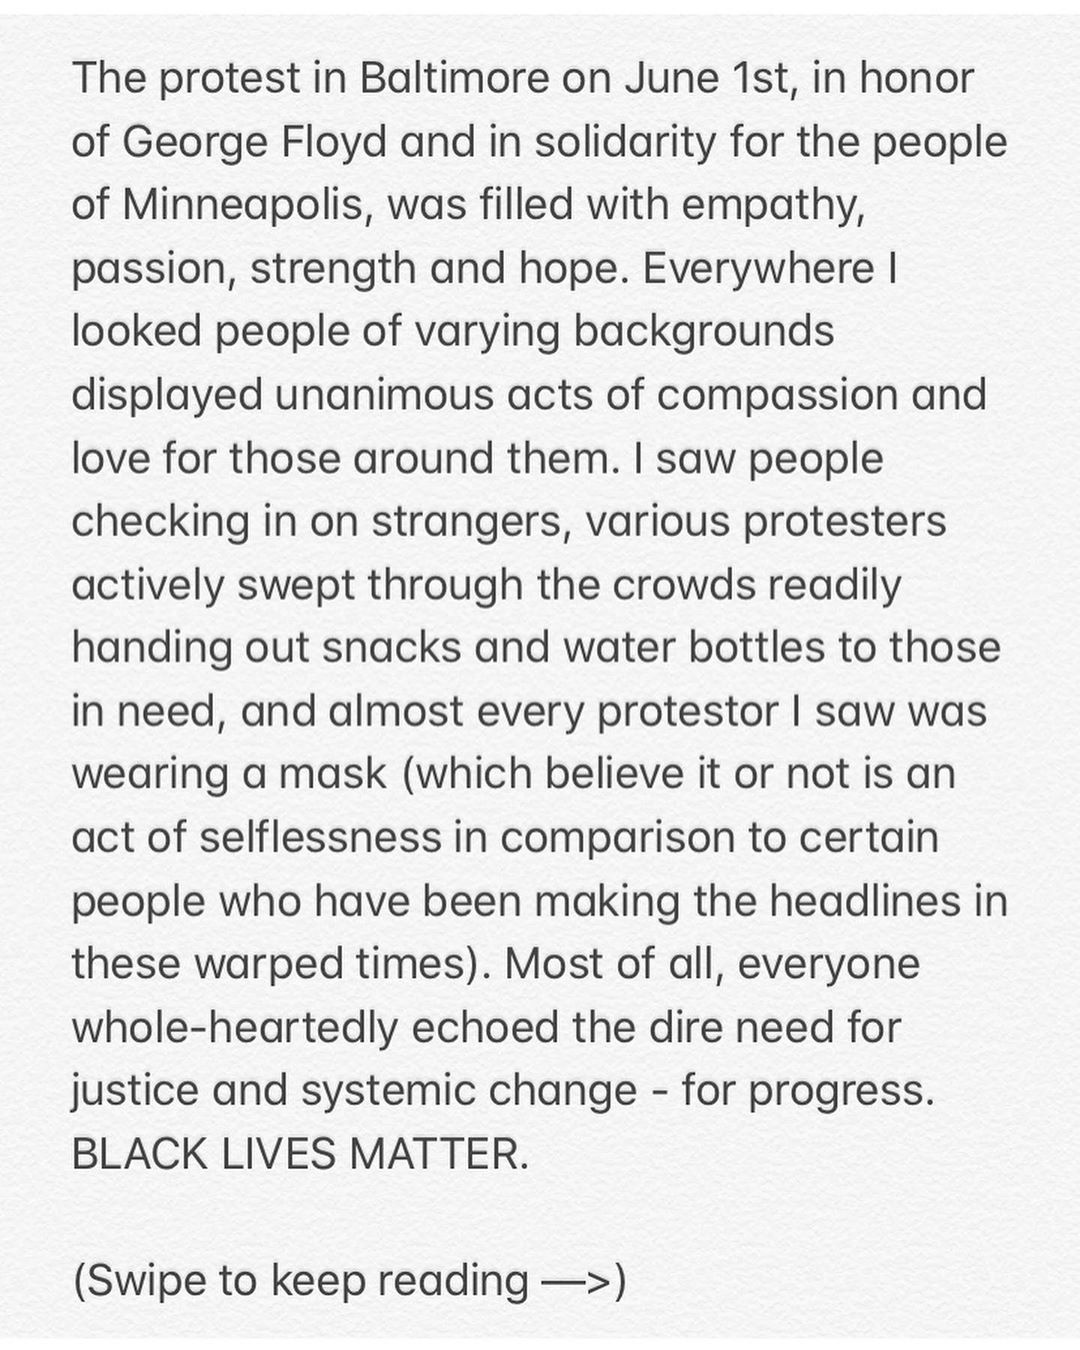 The protest in Baltimore on June 1st, in honor
of George Floyd and in solidarity for the people
of Minneapolis, was filled with empathy,
passion, strength and hope. Everywhere I
looked people of varying backgrounds
displayed unanimous acts of compassion and
love for those around them. I saw people
checking in on strangers, various protesters
actively swept through the crowds readily
handing out snacks and water bottles to those
in need, and almost every protestor I saw was
wearing a mask (which believe it or not is an
act of selflessness in comparison to certain
people who have been making the headlines in
these warped times). Most of all, everyone
whole-heartedly echoed the dire need for
justice and systemic change - for progress.
BLACK LIVES MATTER.
(Swipe to keep reading —>)